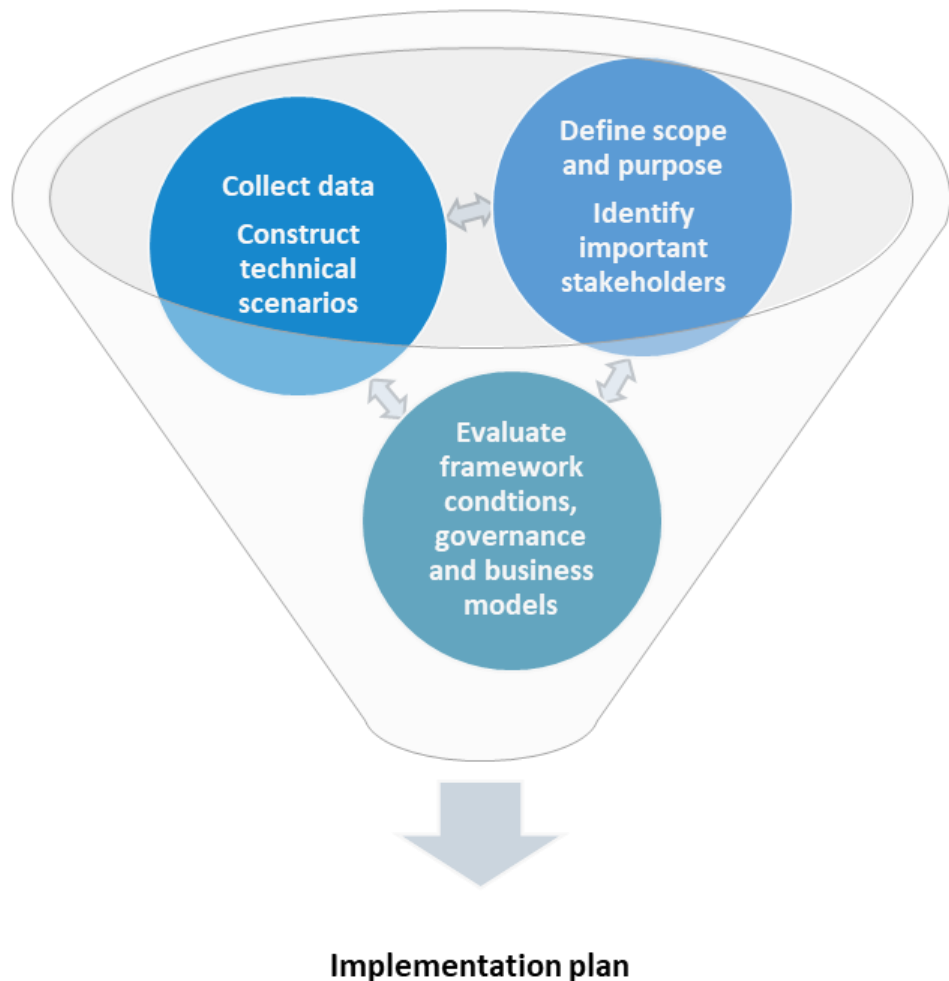 Collect data
Construct
technical
scenarios
Define scope
and purpose
Identify
important
stakeholders
Evaluate
framework
condtions,
governance
and business
models
Implementation plan